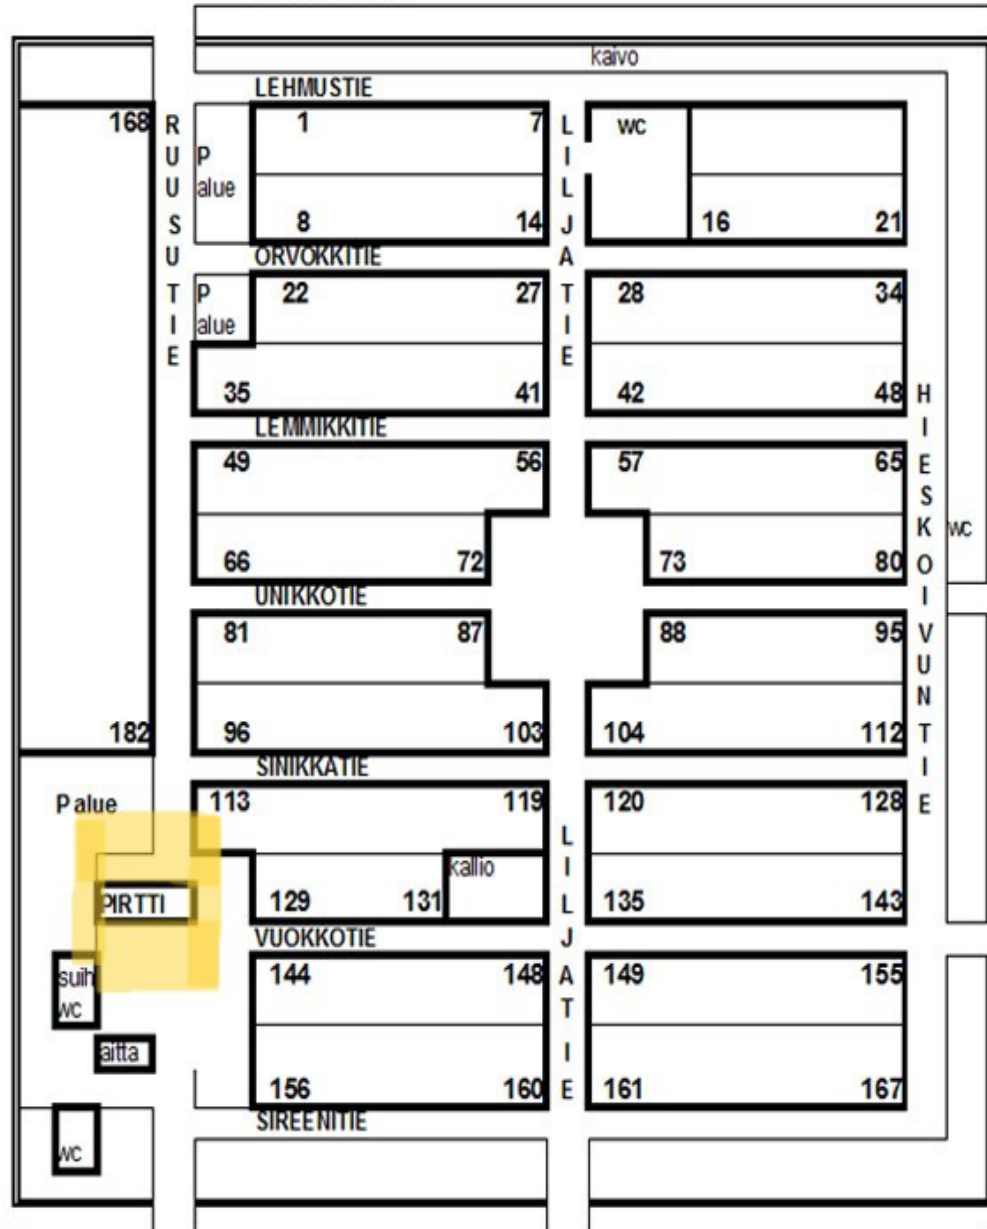 kaivo
LEHMUSTIE
168 1 7 wc
RUUSUTIE
LILJATIE
P alue
8 14 16 21
ORVOKKITIE
P alue
22 27 28 34
35 41 42 48
HIESKOIVUNTIE
LEMMIKKITIE
49 56 57 65
wc
66 72 73 80
UNIKKOTIE
81 87 88 95
182 96 103 104 112
SINIKKATIE
P alue
113 119 120 128
LILJATIE
kallio
PIRTTI
129 131 135 143
VUOKKOTIE
suih
wc
144 148 149 155
aitta
156 160 161 167
SIREENITIE
wc